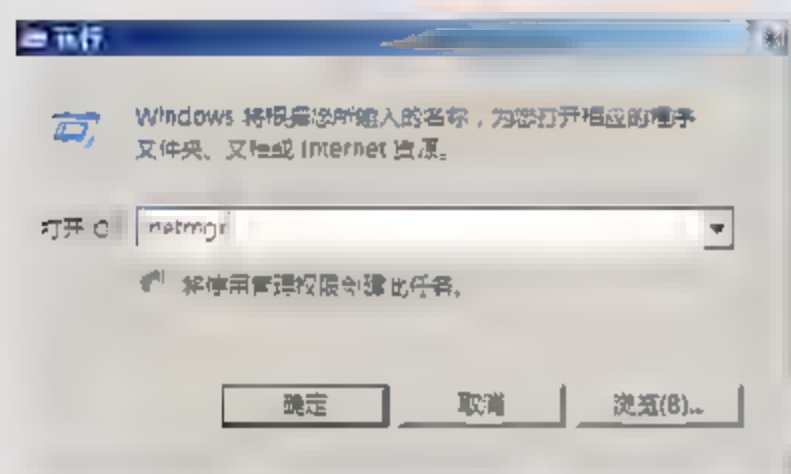 运行
Windows 将根据您所输入的名称，为您打开相应的程序
文件夹、文档或 Internet 资源。
打开 O
netmgr
将使用管理权限创建此任务。
确定
取消
浏览(B)...